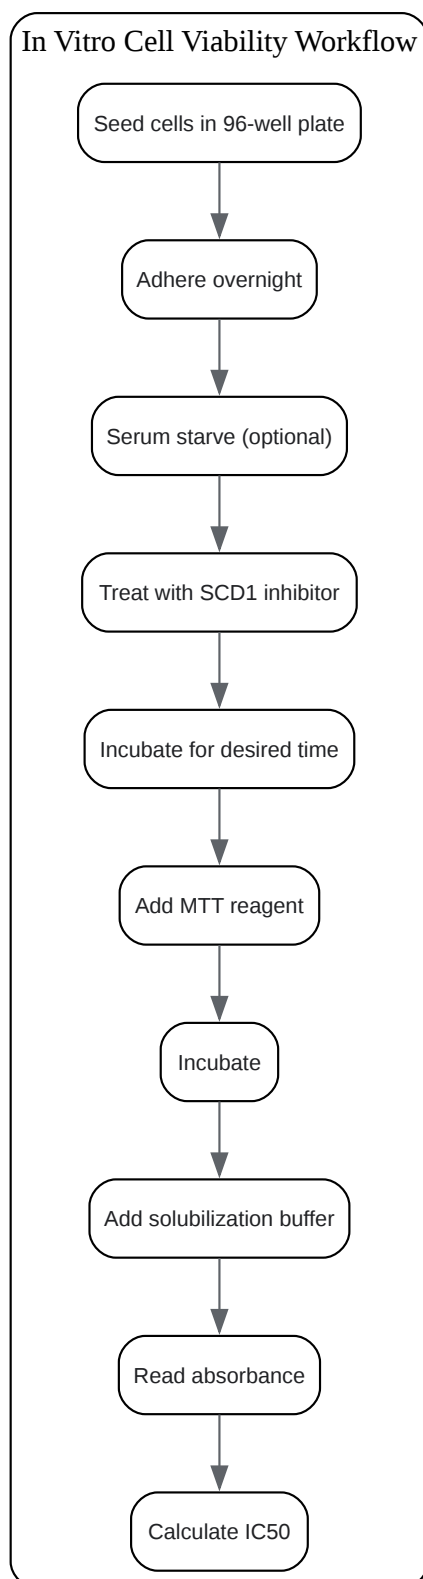 In Vitro Cell Viability Workflow
Seed cells in 96-well plate
Adhere overnight
Serum starve (optional)
Treat with SCD1 inhibitor
Incubate for desired time
Add MTT reagent
Incubate
Add solubilization buffer
Read absorbance
Calculate IC50